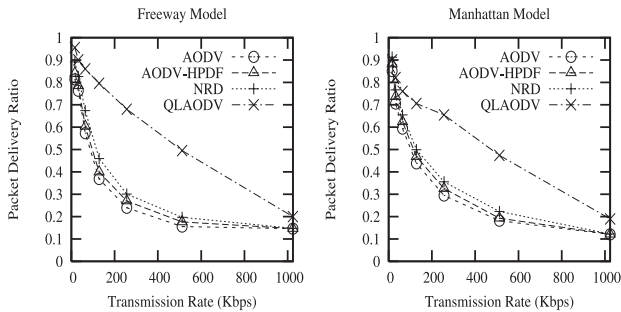 Freeway Model
Packet Delivery Ratio
1
0.9
0.8
0.7
0.6
0.5
0.4
0.3
0.2
0.1
0
AODV
AODV-HPDF
NRD
QLAODV
0 200 400 600 800 1000
Transmission Rate (Kbps)
Manhattan Model
Packet Delivery Ratio
1
0.9
0.8
0.7
0.6
0.5
0.4
0.3
0.2
0.1
0
AODV
AODV-HPDF
NRD
QLAODV
0 200 400 600 800 1000
Transmission Rate (Kbps)